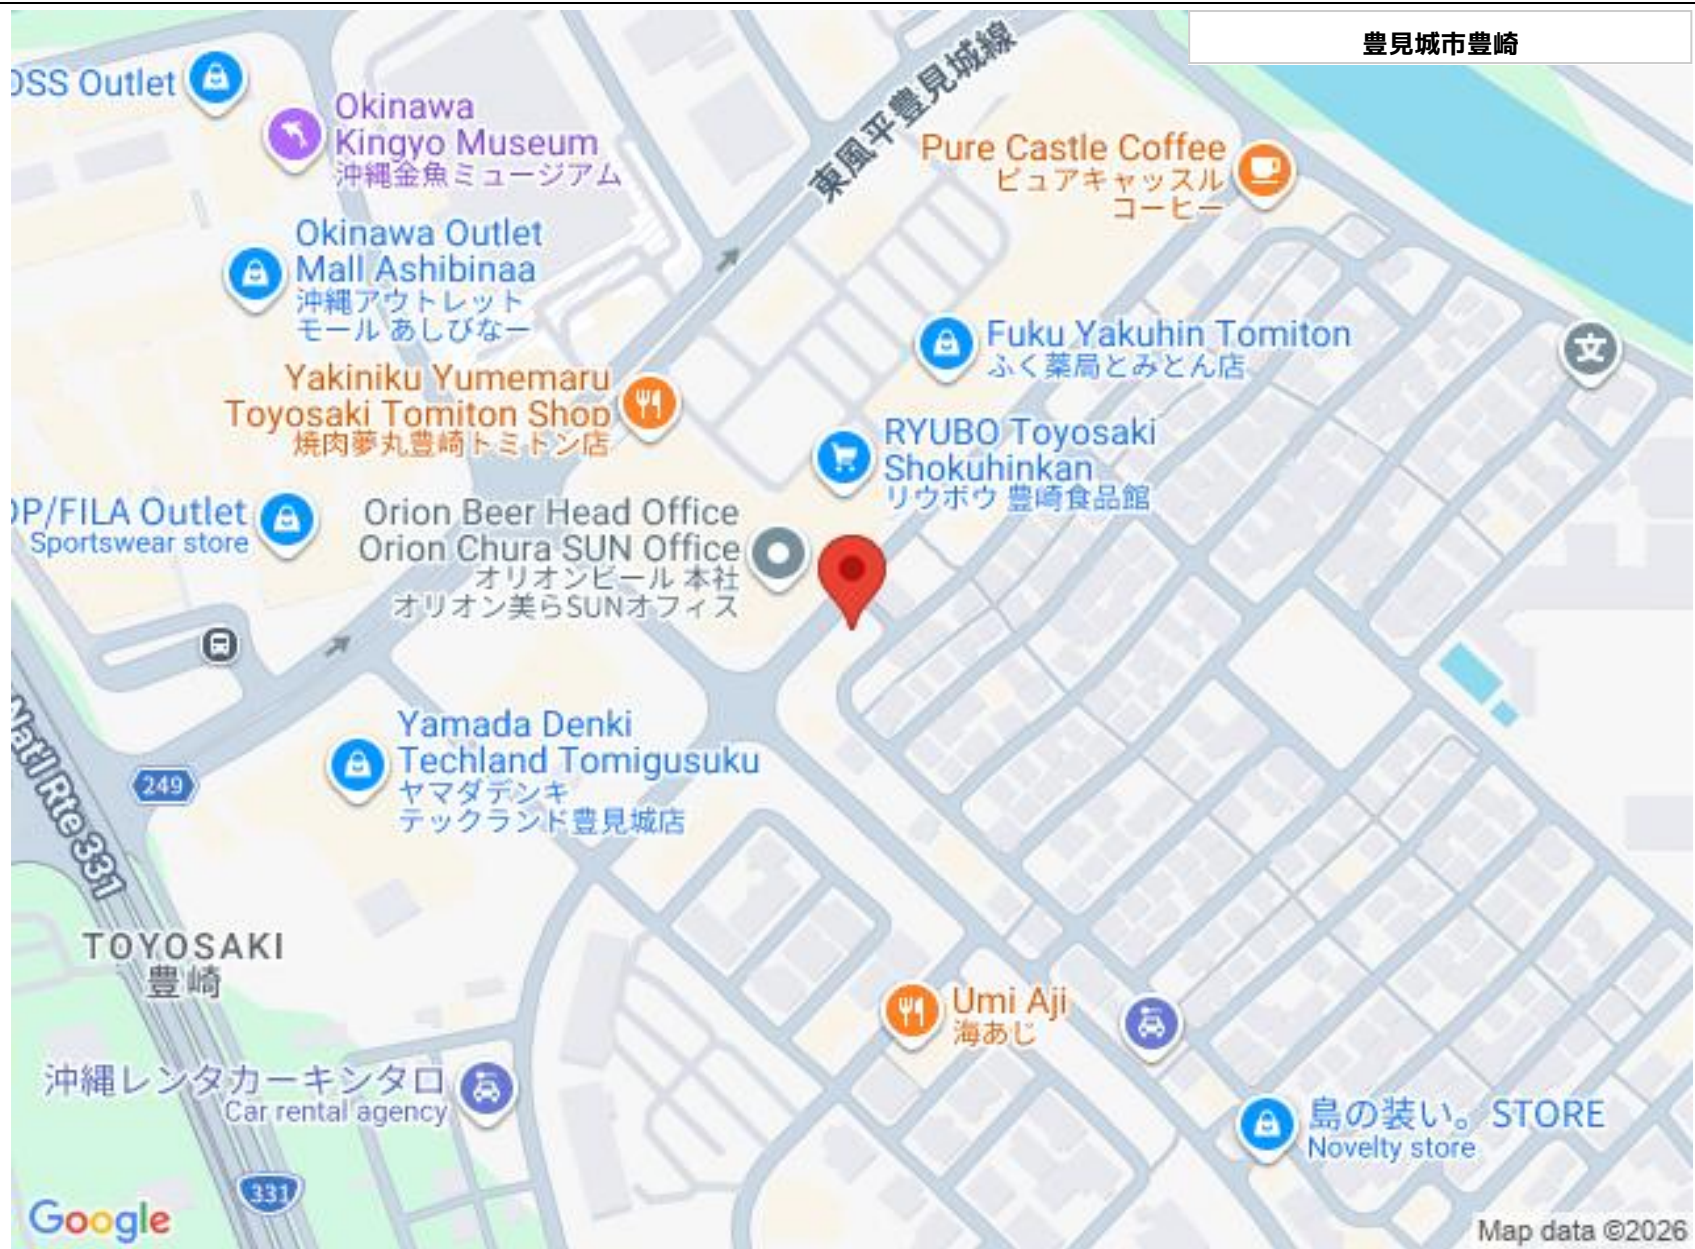 豊見城市豊崎
OSS Outlet
Okinawa
Kingyo Museum
沖縄金魚ミュージアム
東風平豊見城線
Pure Castle Coffee
ピュアキャッスル
コーヒー
Okinawa Outlet
Mall Ashibinaa
沖縄アウトレット
モール あしびなー
Fuku Yakuhin Tomiton
ふく薬局とみとん店
文
Yakiniku Yumemaru
Toyosaki Tomiton Shop
焼肉夢丸豊崎トミトン店
RYUBO Toyosaki
Shokuhinkan
リウボウ 豊崎食品館
OP/FILA Outlet
Sportswear store
Orion Beer Head Office
Orion Chura SUN Office
オリオンビール 本社
オリオン美らSUNオフィス
Yamada Denki
Techland Tomigusuku
ヤマダデンキ
テックランド豊見城店
249
Nat'l Rte 331
TOYOSAKI
豊崎
Umi Aji
海あじ
沖縄レンタカーキンタロ
Car rental agency
島の装い。STORE
Novelty store
331
Google
Map data ©2026